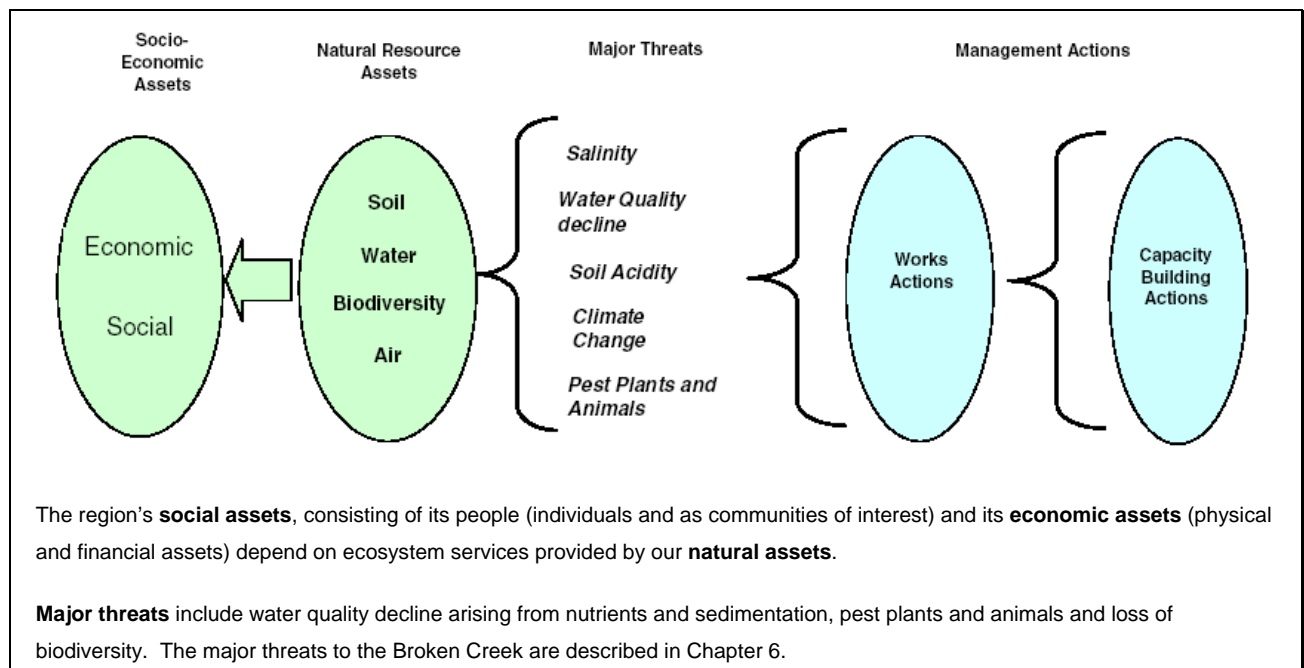 Socio-
Economic
Assets
Natural Resource
Assets
Major Threats
Management Actions
Economic
Social
Soil
Water
Biodiversity
Air
Salinity
Water Quality
decline
Soil Acidity
Climate
Change
Pest Plants and
Animals
Works
Actions
Capacity
Building
Actions
The region's social assets, consisting of its people (individuals and as communities of interest) and its economic assets (physical
and financial assets) depend on ecosystem services provided by our natural assets.
Major threats include water quality decline arising from nutrients and sedimentation, pest plants and animals and loss of
biodiversity. The major threats to the Broken Creek are described in Chapter 6.